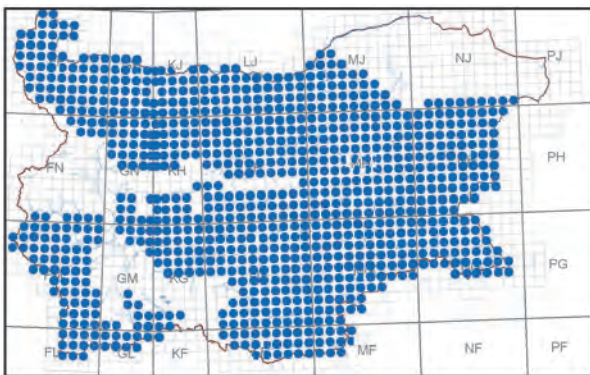 KJ LJ MJ NJ PJ
FN GN KH MH PH
GM KG PG
FL GL KF MF NF PF